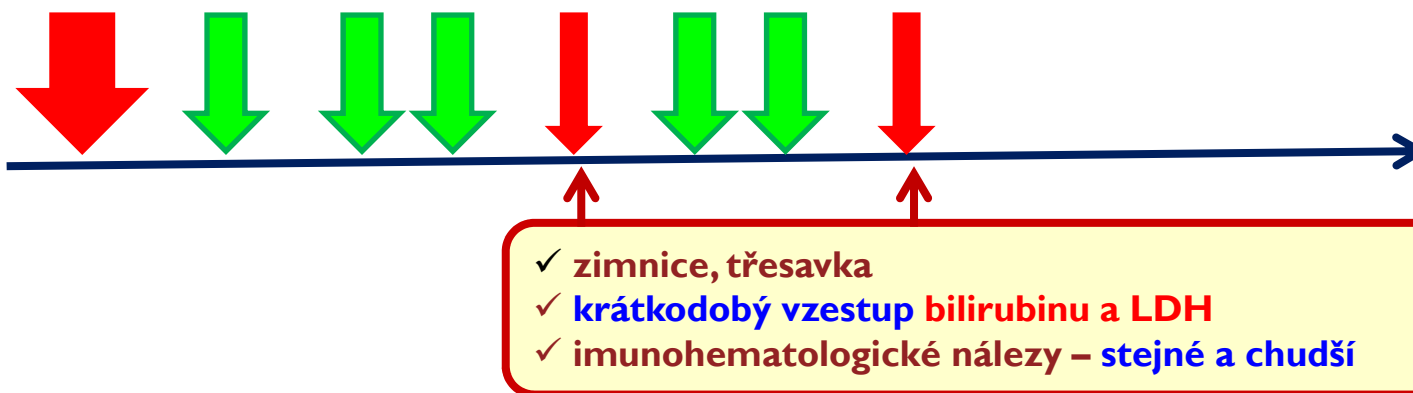 ✓ zimnice, třesavka
✓ krátkodobý vzestup bilirubinu a LDH
✓ imunohematologické nálezy – stejné a chudší